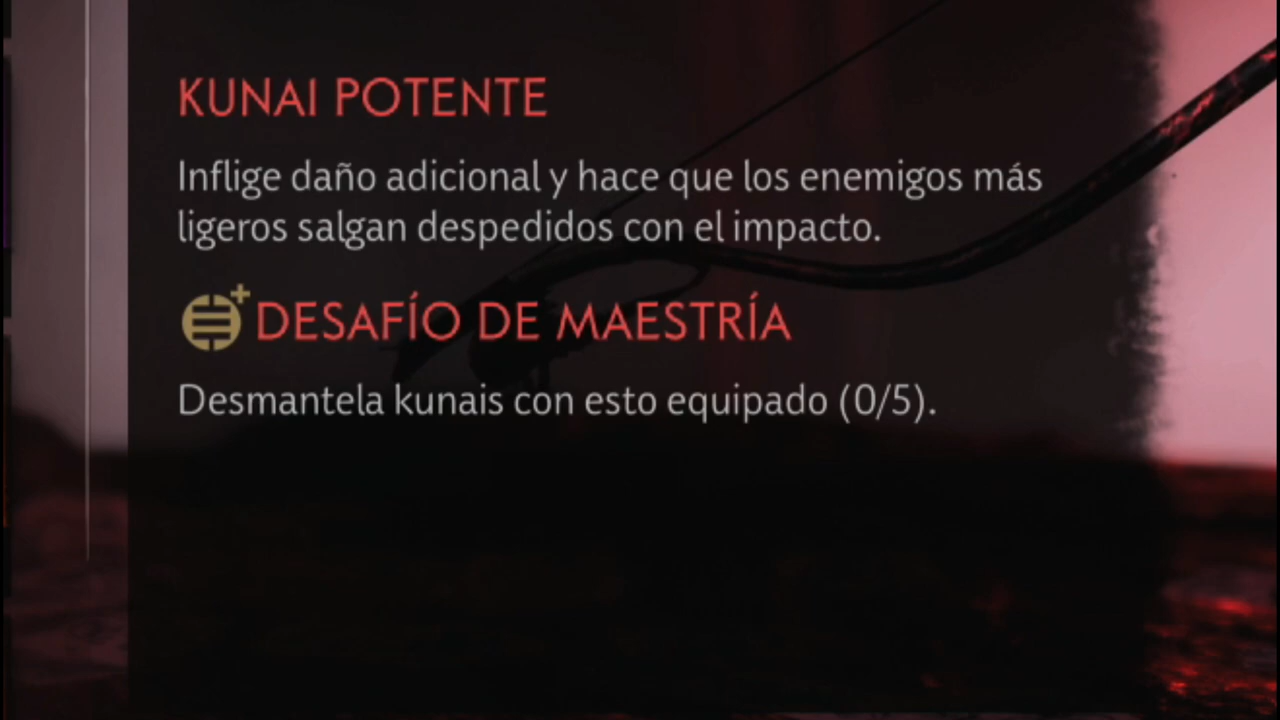 KUNAI POTENTE
Inflige daño adicional y hace que los enemigos más
ligeros salgan despedidos con el impacto.
DESAFÍO DE MAESTRÍA
Desmantela kunais con esto equipado (0/5).